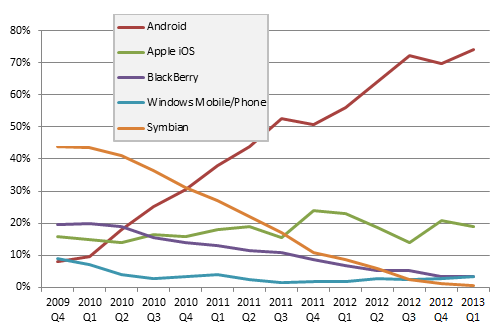 80%
70%
60%
50%
40%
30%
20%
10%
0%
Android
Apple iOS
BlackBerry
Windows Mobile/Phone
Symbian
2009 2010 2010 2010 2010 2011 2011 2011 2011 2012 2012 2012 2012 2013
Q4 Q1 Q2 Q3 Q4 Q1 Q2 Q3 Q4 Q1 Q2 Q3 Q4 Q1